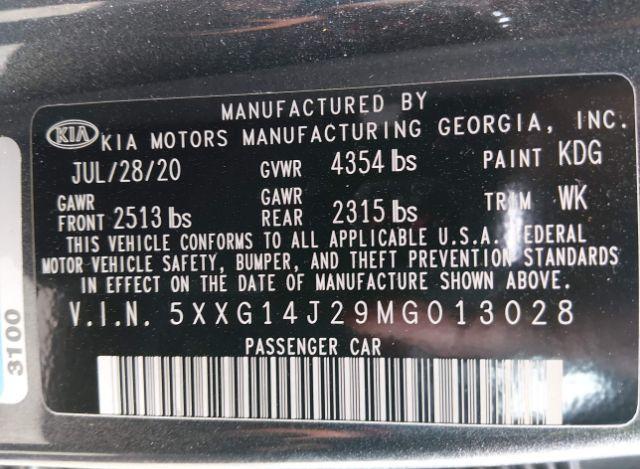 MANUFACTURED BY
KIA KIA MOTORS MANUFACTURING GEORGIA, INC.
JUL/28/20 GVWR 4354 lbs PAINT KDG
GAWR FRONT 2513 lbs GAWR REAR 2315 lbs TRIM WK
THIS VEHICLE CONFORMS TO ALL APPLICABLE U.S.A. FEDERAL
MOTOR VEHICLE SAFETY, BUMPER, AND THEFT PREVENTION STANDARDS
IN EFFECT ON THE DATE OF MANUFACTURE SHOWN ABOVE.
V.I.N. 5XXG14J29MG013028
PASSENGER CAR
3100